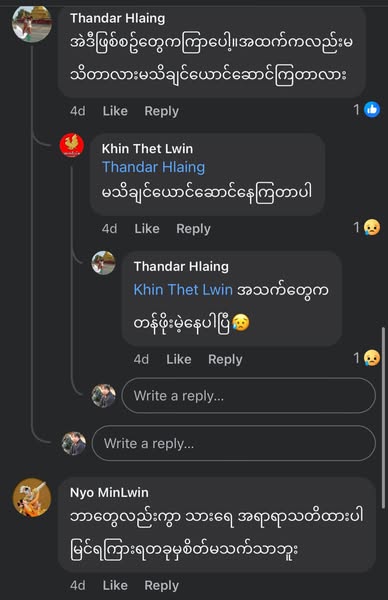 Thandar Hlaing
အဲဒီဖြစ်စဥ်တွေကကြာပေါ့။အထက်ကလည်းမ
သိတာလားမသိချင်ယောင်ဆောင်ကြတာလား
4d Like Reply 1
Khin Thet Lwin
Thandar Hlaing
မသိချင်ယောင်ဆောင်နေကြတာပါ
4d Like Reply 1
Thandar Hlaing
Khin Thet Lwin အသက်တွေက
တန်ဖိုးမဲ့နေပါပြီ😥
4d Like Reply 1
Write a reply...
Write a reply...
Nyo MinLwin
ဘာတွေလည်းကွာ သားရေ အရာရာသတိထားပါ
မြင်ရကြားရတခုမှစိတ်မသက်သာဘူး
4d Like Reply